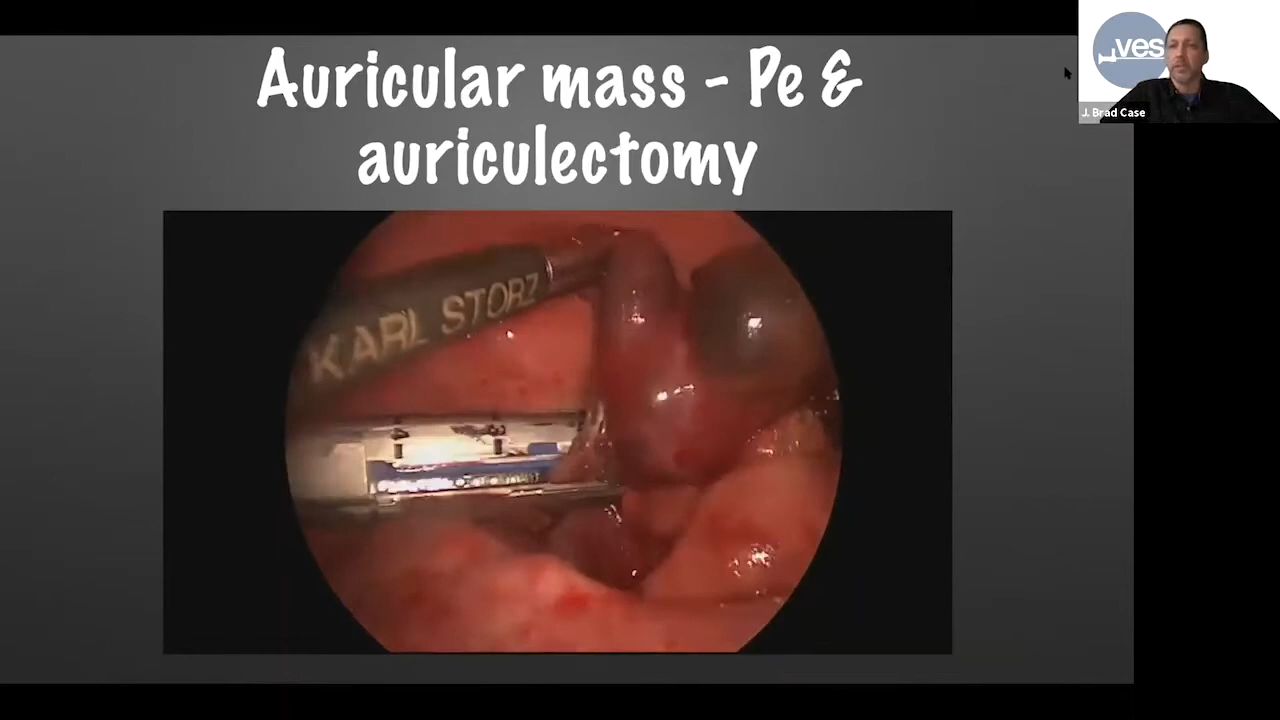 Auricular mass - Pe &
auriculectomy
ves
J. Brad Case
KARL STORZ